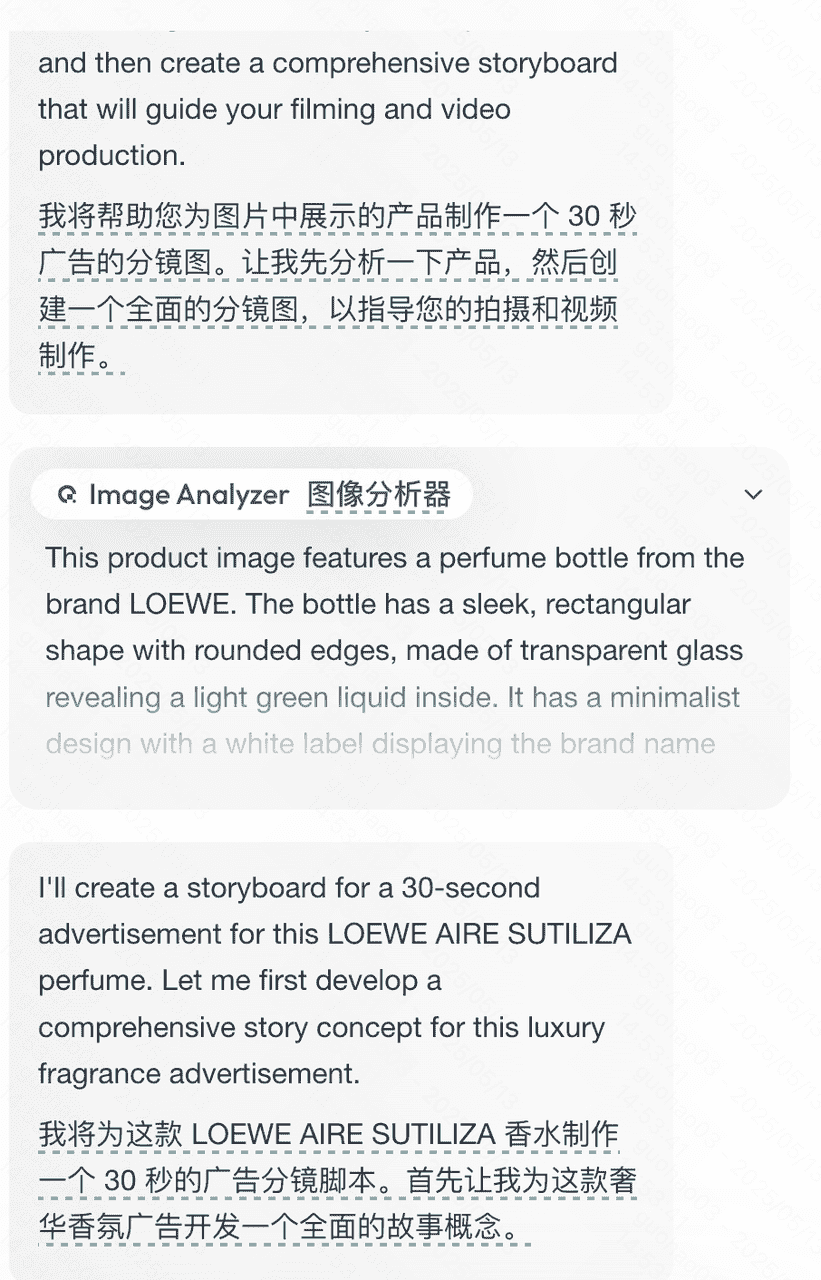 and then create a comprehensive storyboard
that will guide your filming and video
production.
我将帮助您为图片中展示的产品制作一个 30 秒
广告的分镜图。让我先分析一下产品，然后创
建一个全面的分镜图，以指导您的拍摄和视频
制作。
Image Analyzer 图像分析器
This product image features a perfume bottle from the
brand LOEWE. The bottle has a sleek, rectangular
shape with rounded edges, made of transparent glass
revealing a light green liquid inside. It has a minimalist
design with a white label displaying the brand name
I'll create a storyboard for a 30-second
advertisement for this LOEWE AIRE SUTILIZA
perfume. Let me first develop a
comprehensive story concept for this luxury
fragrance advertisement.
我将为这款 LOEWE AIRE SUTILIZA 香水制作
一个 30 秒的广告分镜脚本。首先让我为这款奢
华香氛广告开发一个全面的故事概念。